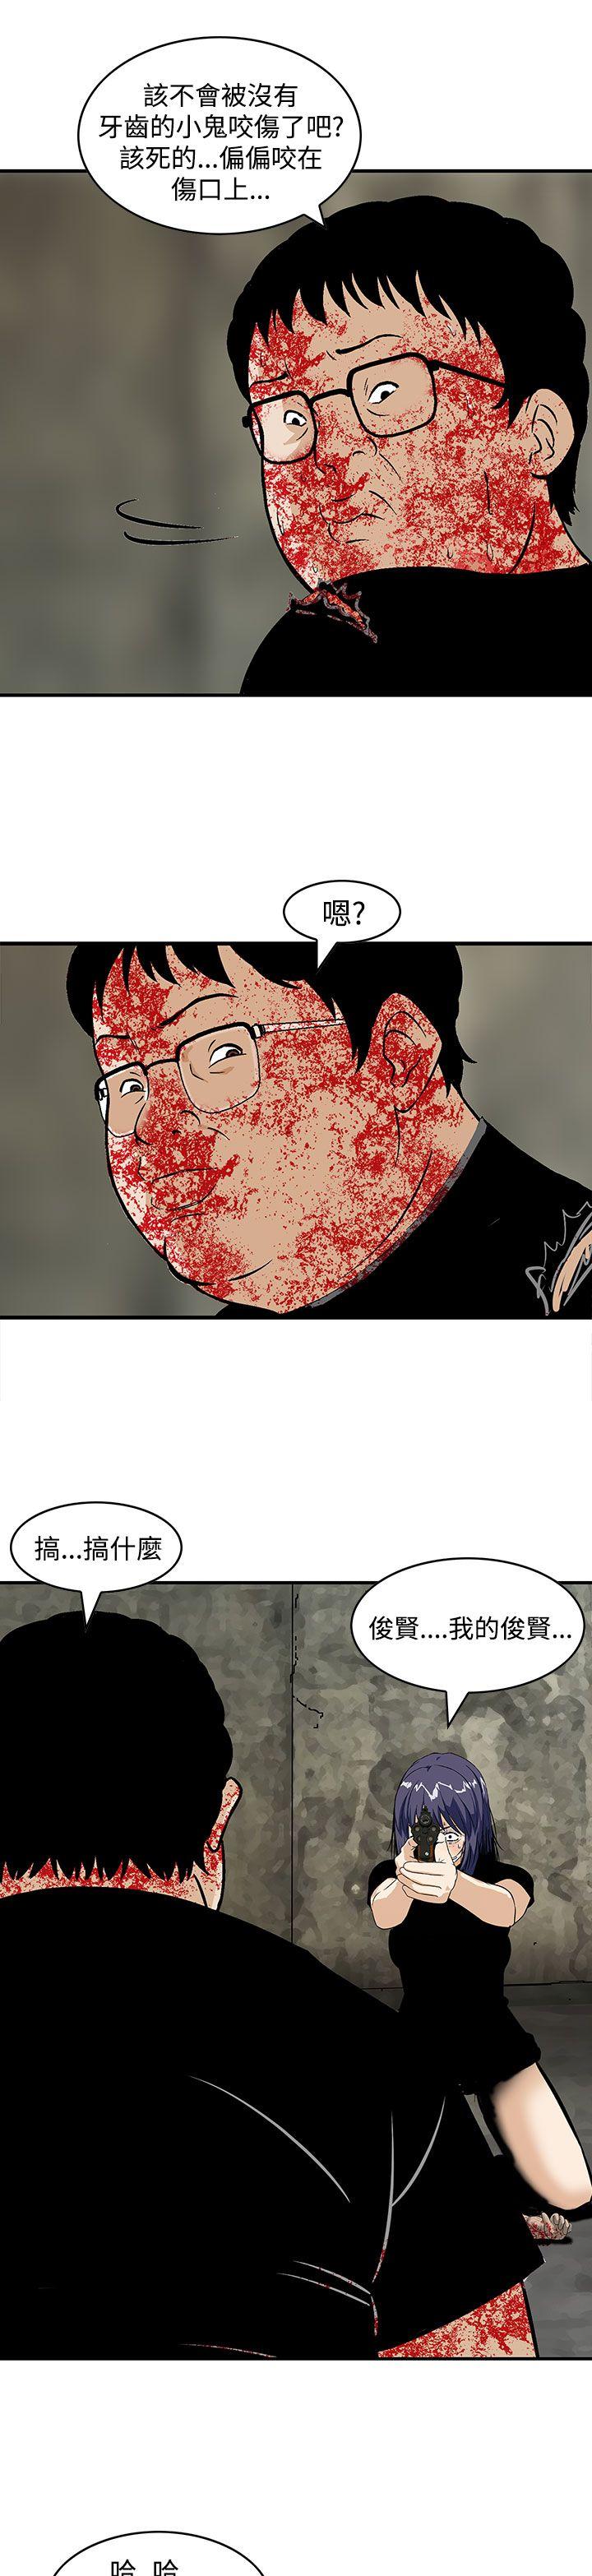 該不會被沒有
牙齒的小鬼咬傷了吧?
該死的...偏偏咬在
傷口上...
嗯?
搞...搞什麼
俊賢....我的俊賢...
哈 哈